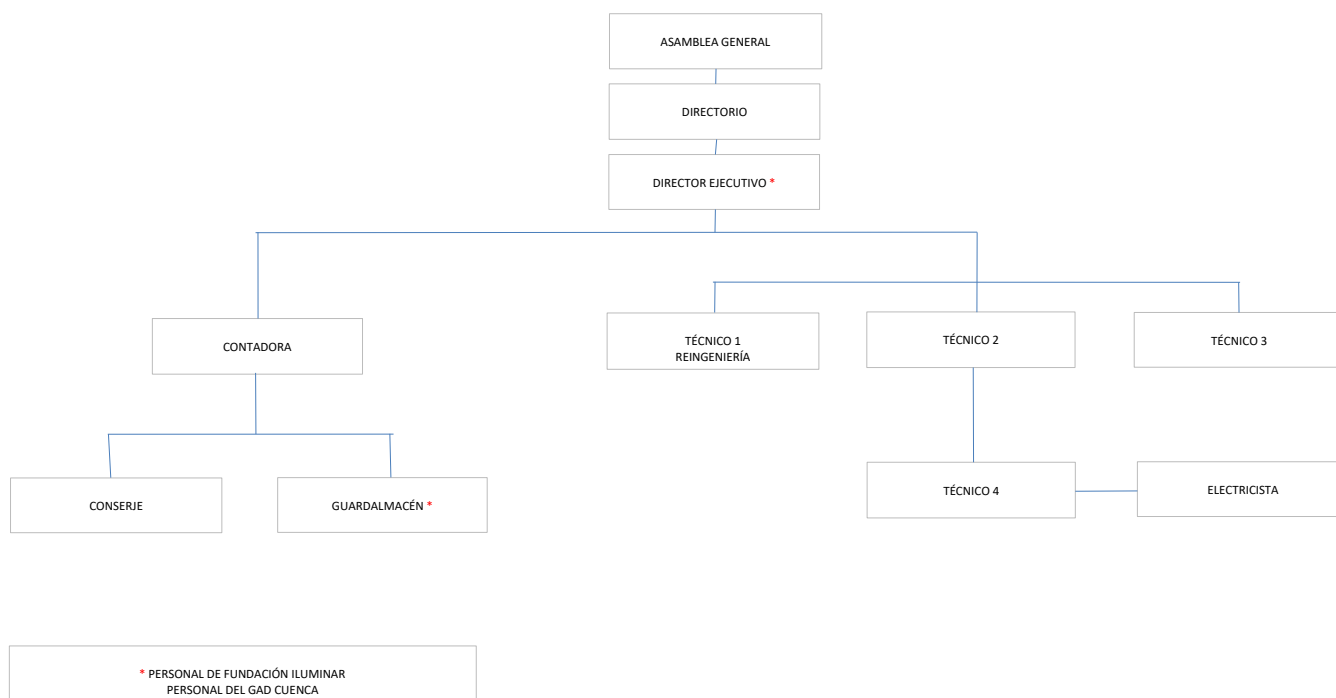 ASAMBLEA GENERAL
DIRECTORIO
DIRECTOR EJECUTIVO *
CONTADORA
TÉCNICO 1
REINGENIERÍA
TÉCNICO 2
TÉCNICO 3
CONSERJE
GUARDALMACÉN *
TÉCNICO 4
ELECTRICISTA
* PERSONAL DE FUNDACIÓN ILUMINAR
PERSONAL DEL GAD CUENCA